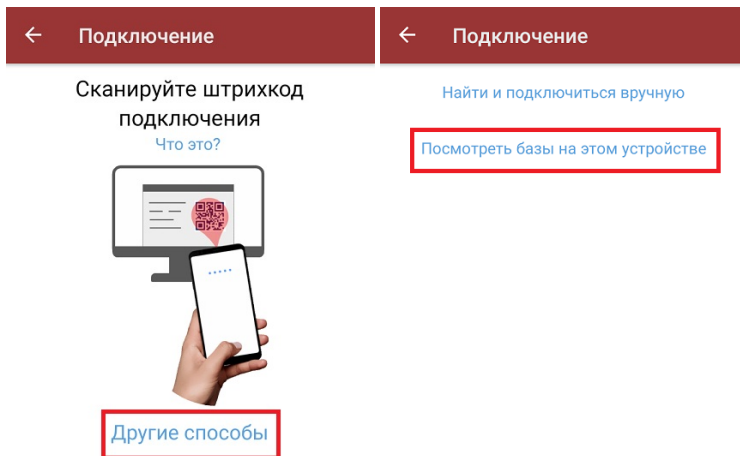 Подключение
Сканируйте штрихкод
подключения
Что это?
Другие способы
Подключение
Найти и подключиться вручную
Посмотреть базы на этом устройстве